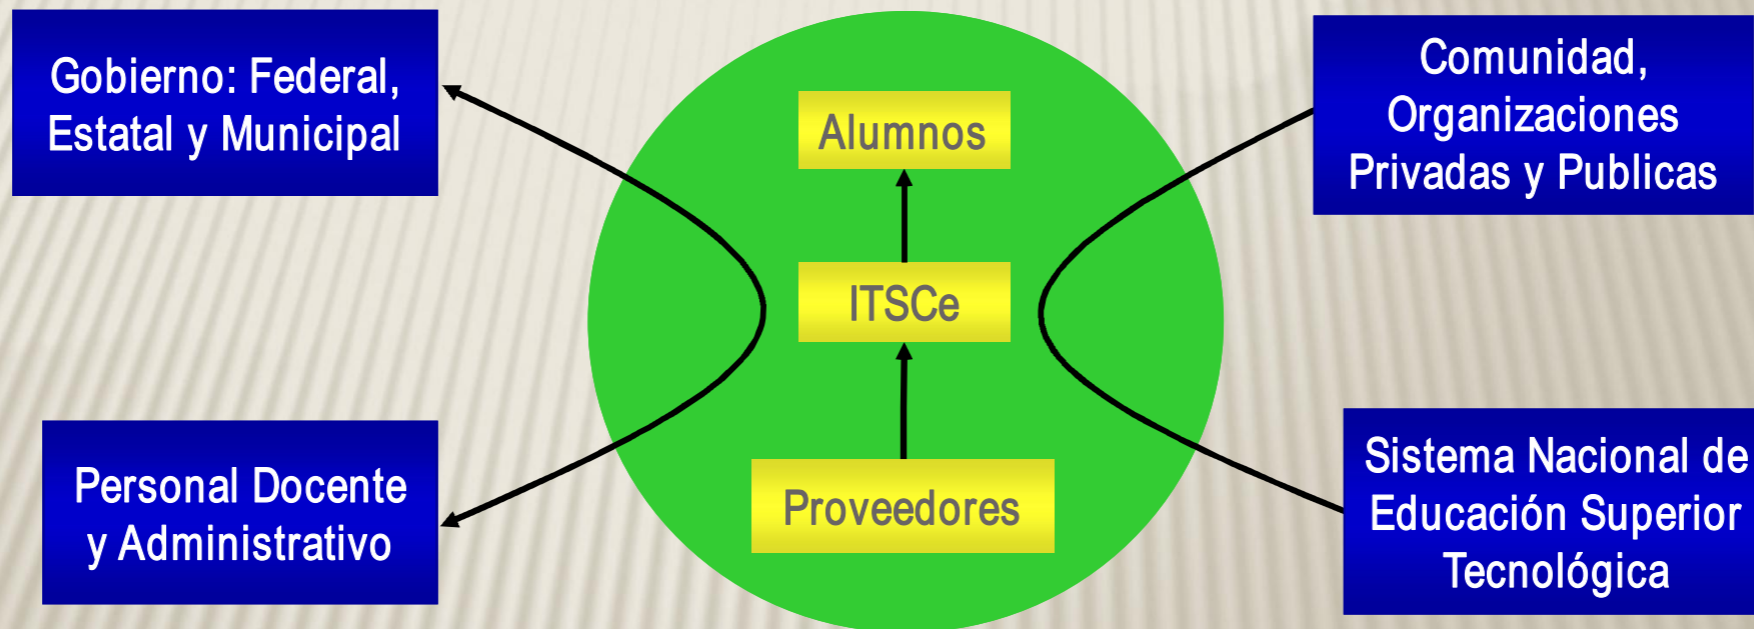 Gobierno: Federal,
Estatal y Municipal
Alumnos
Comunidad,
Organizaciones
Privadas y Publicas
ITSCe
Personal Docente
y Administrativo
Proveedores
Sistema Nacional de
Educación Superior
Tecnológica